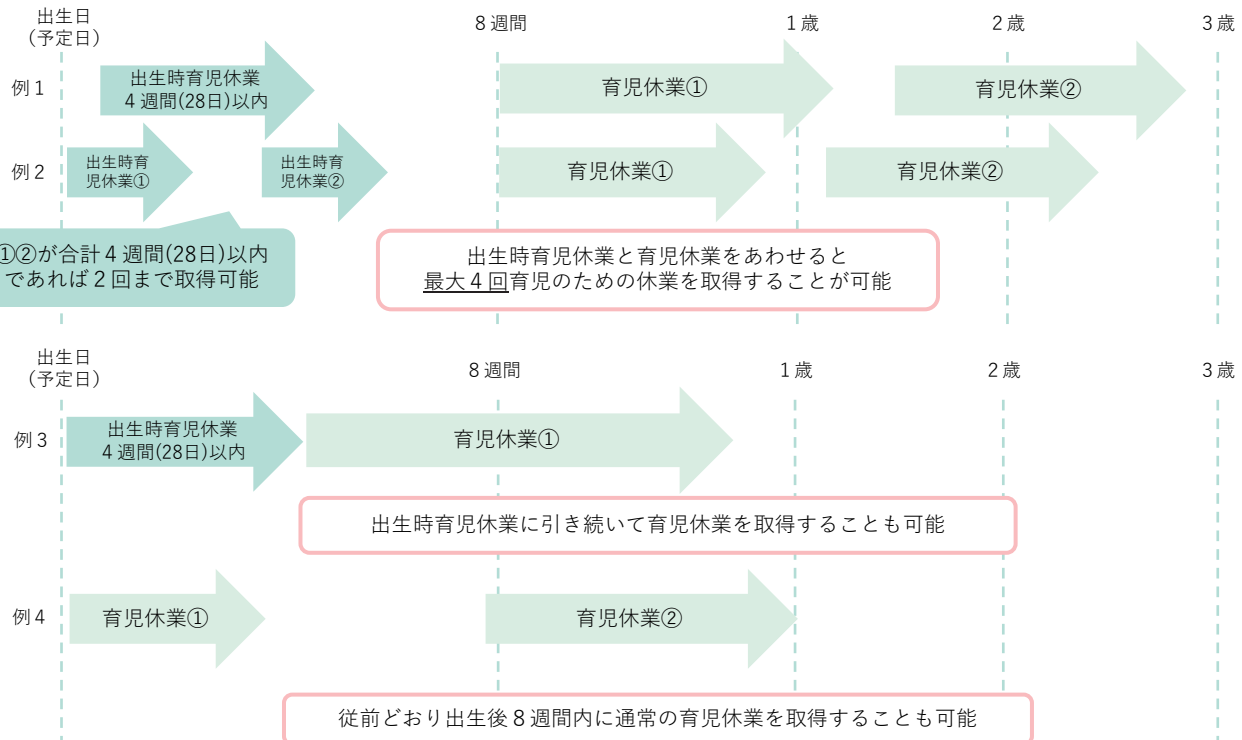 出生日
(予定日)
8週間
1歳
2歳
3歳
例1
出生時育児休業
4週間(28日)以内
育児休業①
育児休業②
例2
出生時育
児休業①
出生時育
児休業②
育児休業①
育児休業②
①②が合計4週間(28日)以内
であれば2回まで取得可能
出生時育児休業と育児休業をあわせると
最大4回育児のための休業を取得することが可能
出生日
(予定日)
8週間
1歳
2歳
3歳
例3
出生時育児休業
4週間(28日)以内
育児休業①
出生時育児休業に引き続いて育児休業を取得することも可能
例4
育児休業①
育児休業②
従前どおり出生後8週間内に通常の育児休業を取得することも可能